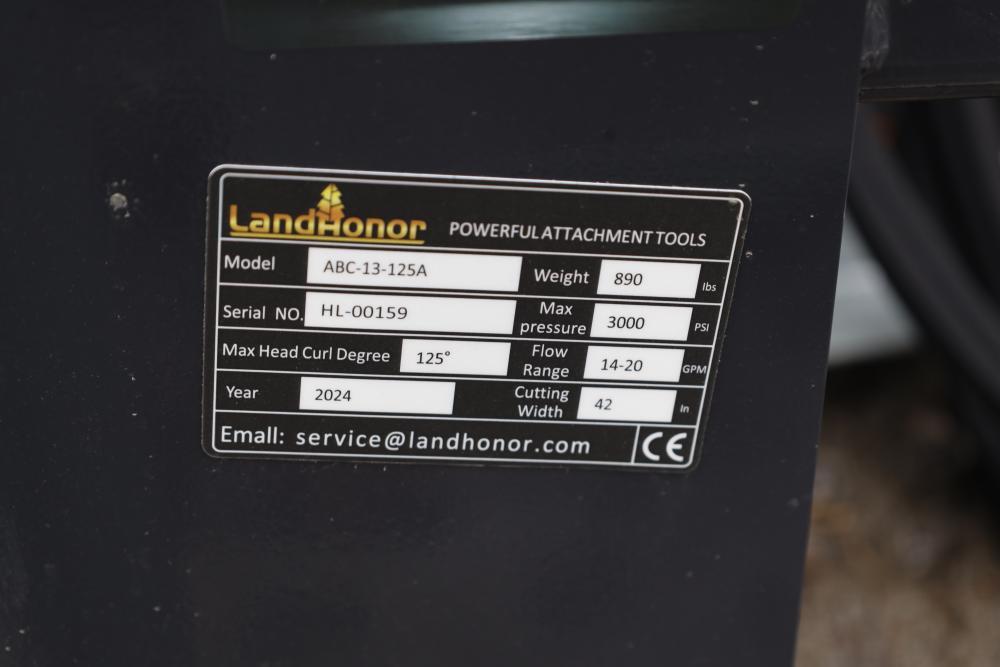 LandHonor POWERFUL ATTACHMENT TOOLS
Model ABC-13-125A Weight 890 lbs
Serial NO. HL-00159 Max pressure 3000 PSI
Max Head Curl Degree 125° Flow Range 14-20 GPM
Year 2024 Cutting Width 42 In
Emall: service@landhonor.com CE